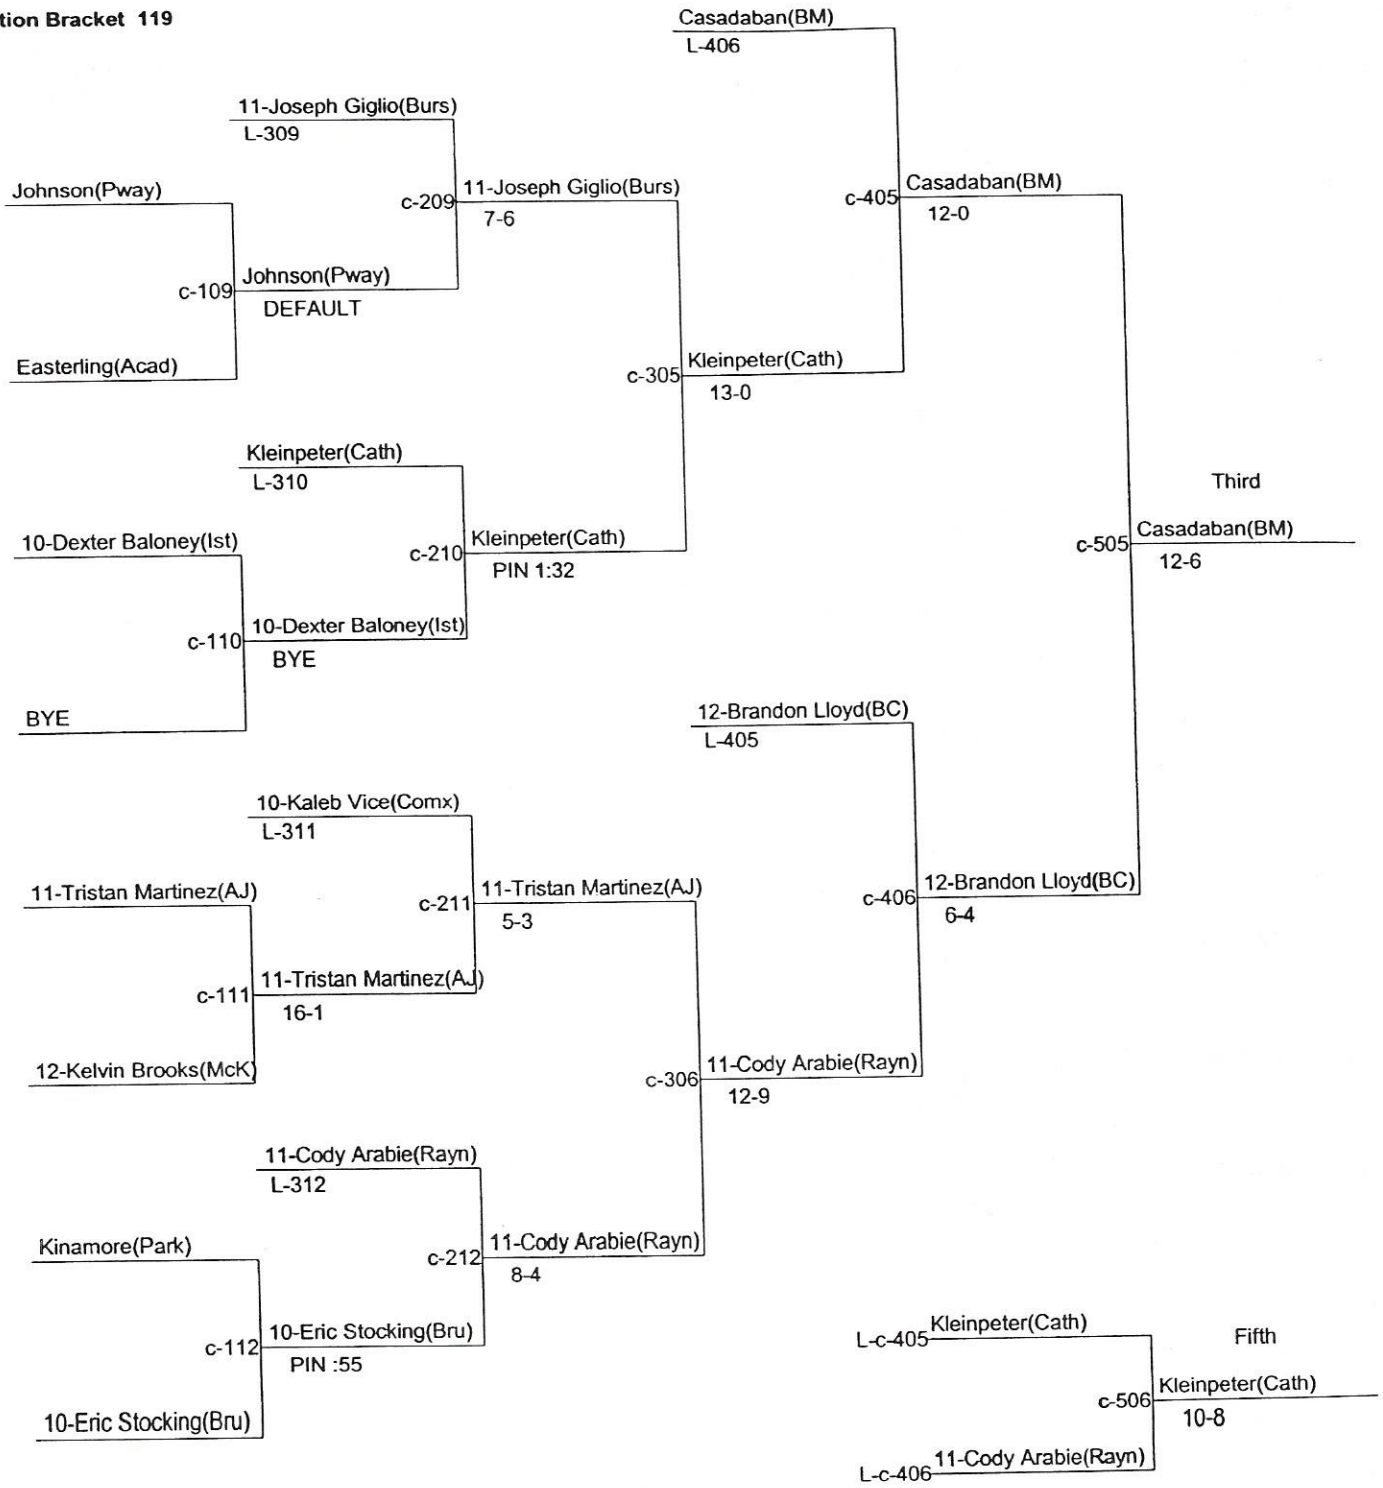 tion Bracket 119
Casadaban(BM)
L-406
11-Joseph Giglio(Burs)
L-309
Johnson(Pway)
c-209
11-Joseph Giglio(Burs)
7-6
c-405
Casadaban(BM)
12-0
c-109
Johnson(Pway)
DEFAULT
Easterling(Acad)
c-305
Kleinpeter(Cath)
13-0
Kleinpeter(Cath)
L-310
Third
10-Dexter Baloney(Ist)
c-210
Kleinpeter(Cath)
PIN 1:32
c-505
Casadaban(BM)
12-6
c-110
10-Dexter Baloney(Ist)
BYE
BYE
12-Brandon Lloyd(BC)
L-405
10-Kaleb Vice(Comx)
L-311
11-Tristan Martinez(AJ)
c-211
11-Tristan Martinez(AJ)
5-3
c-406
12-Brandon Lloyd(BC)
6-4
c-111
11-Tristan Martinez(AJ)
16-1
12-Kelvin Brooks(McK)
c-306
11-Cody Arabie(Rayn)
12-9
11-Cody Arabie(Rayn)
L-312
Kinamore(Park)
c-212
11-Cody Arabie(Rayn)
8-4
c-112
10-Eric Stocking(Bru)
PIN :55
10-Eric Stocking(Bru)
L-c-405
Kleinpeter(Cath)
Fifth
c-506
Kleinpeter(Cath)
10-8
L-c-406
11-Cody Arabie(Rayn)